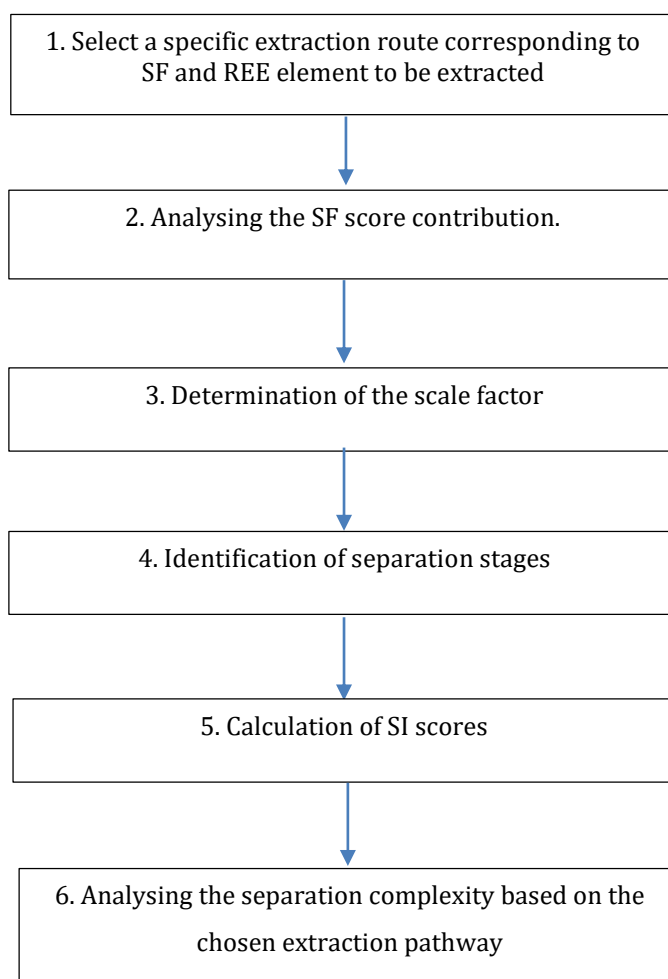 1. Select a specific extraction route corresponding to
SF and REE element to be extracted
2. Analysing the SF score contribution.
3. Determination of the scale factor
4. Identification of separation stages
5. Calculation of SI scores
6. Analysing the separation complexity based on the
chosen extraction pathway